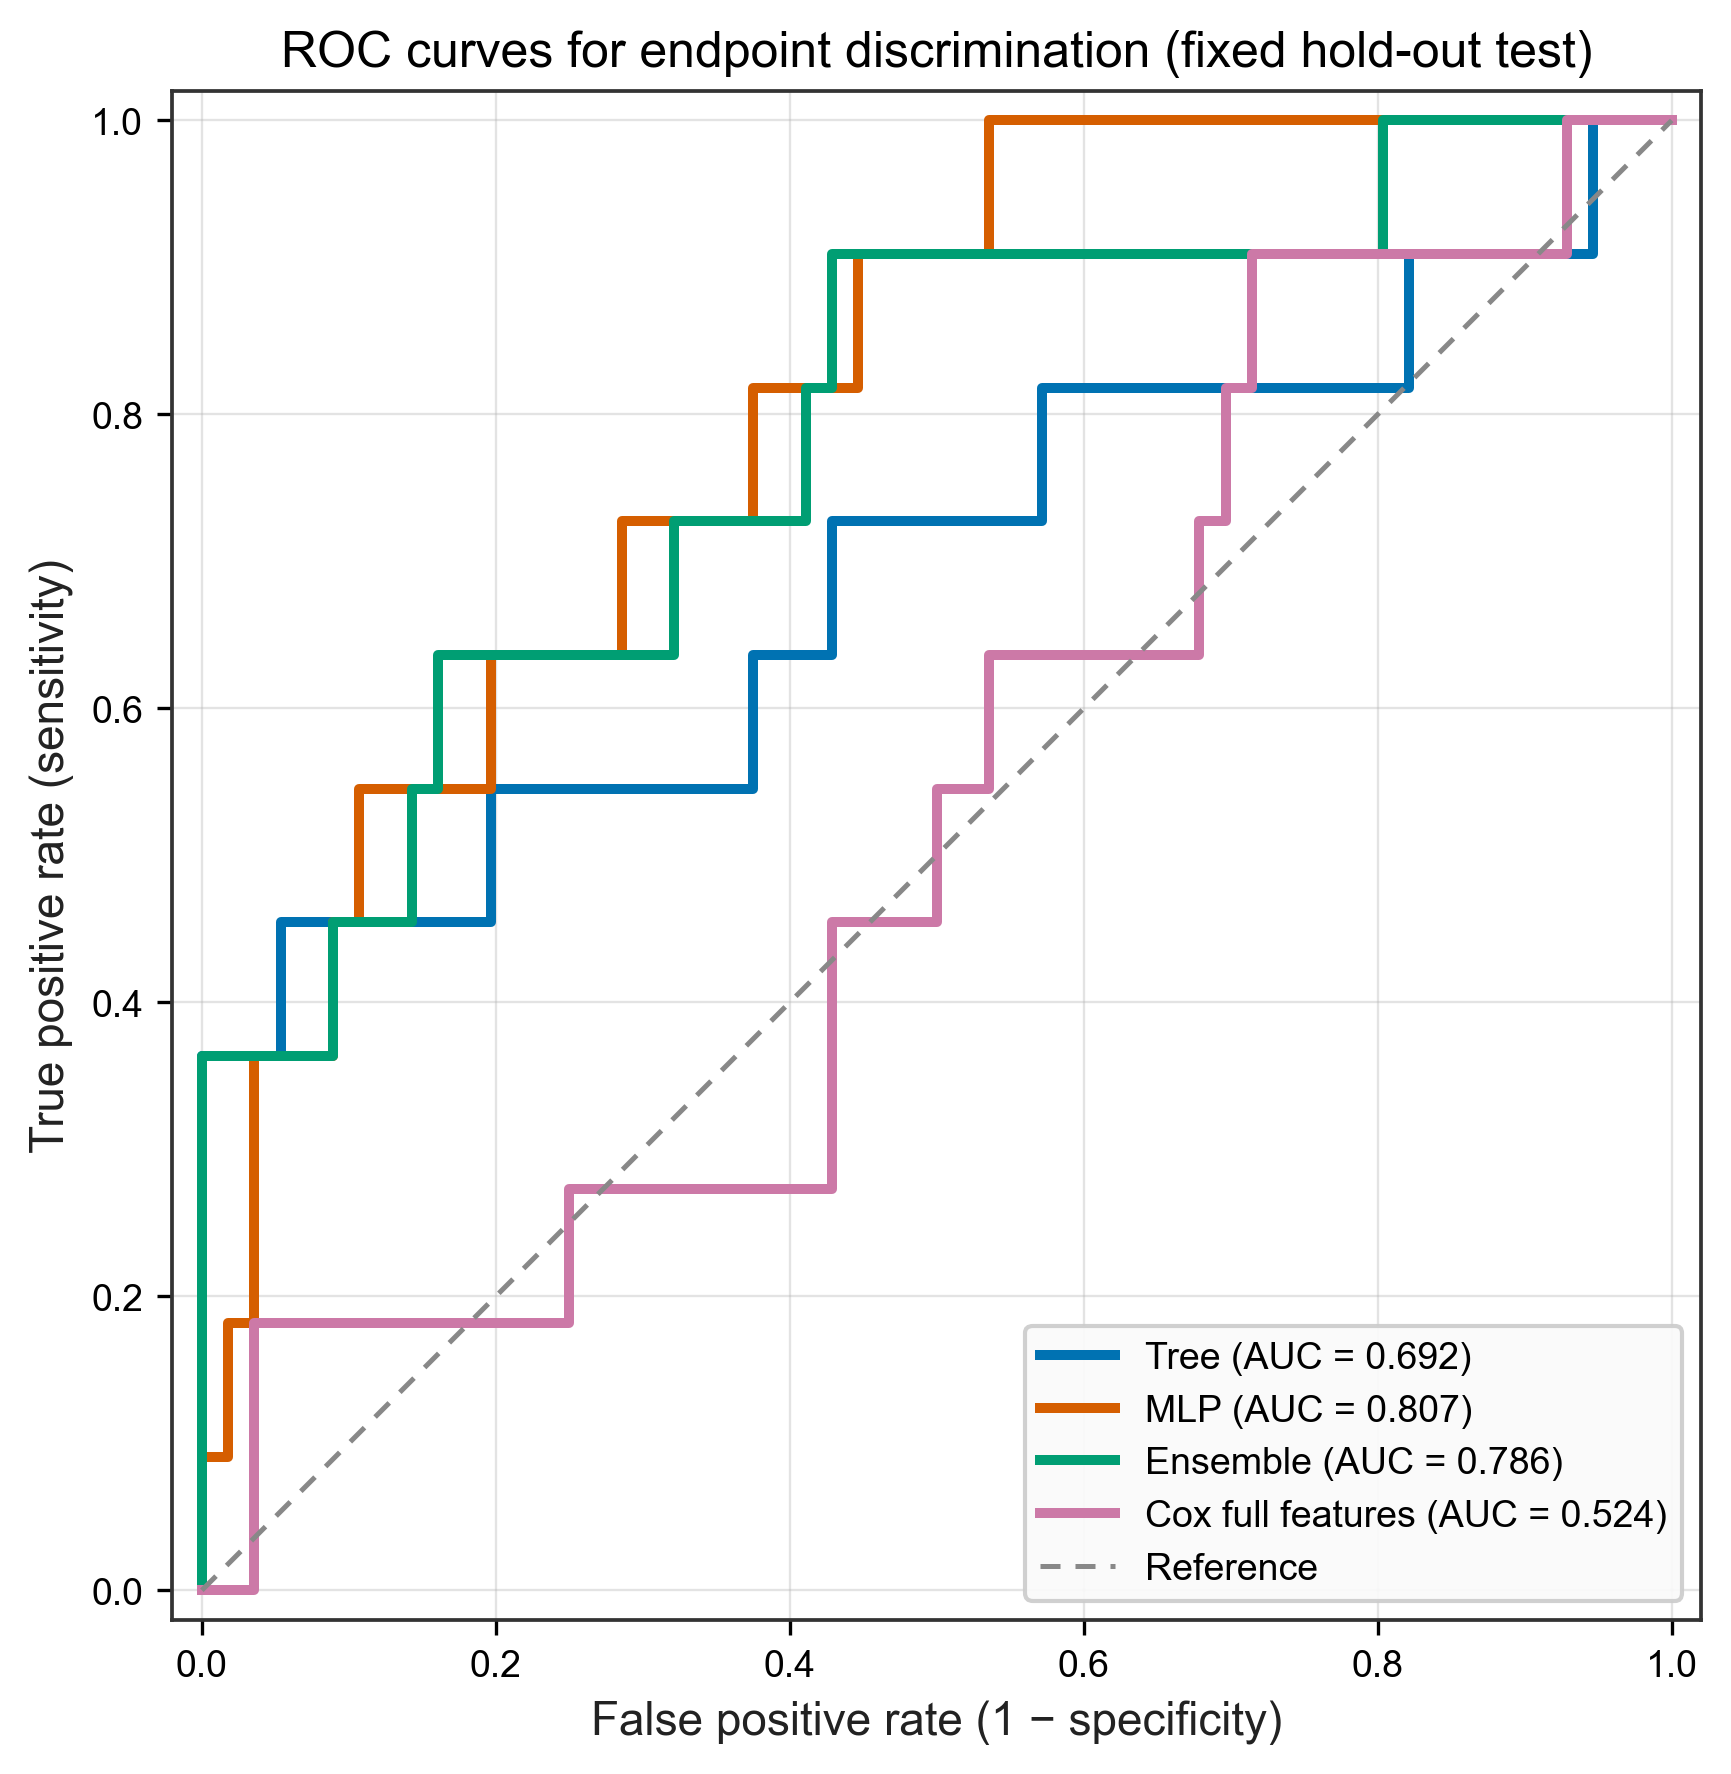 ROC curves for endpoint discrimination (fixed hold-out test)
1.0
0.8
0.6
0.4
0.2
0.0
True positive rate (sensitivity)
Tree (AUC = 0.692)
MLP (AUC = 0.807)
Ensemble (AUC = 0.786)
Cox full features (AUC = 0.524)
Reference
0.0 0.2 0.4 0.6 0.8 1.0
False positive rate (1 − specificity)